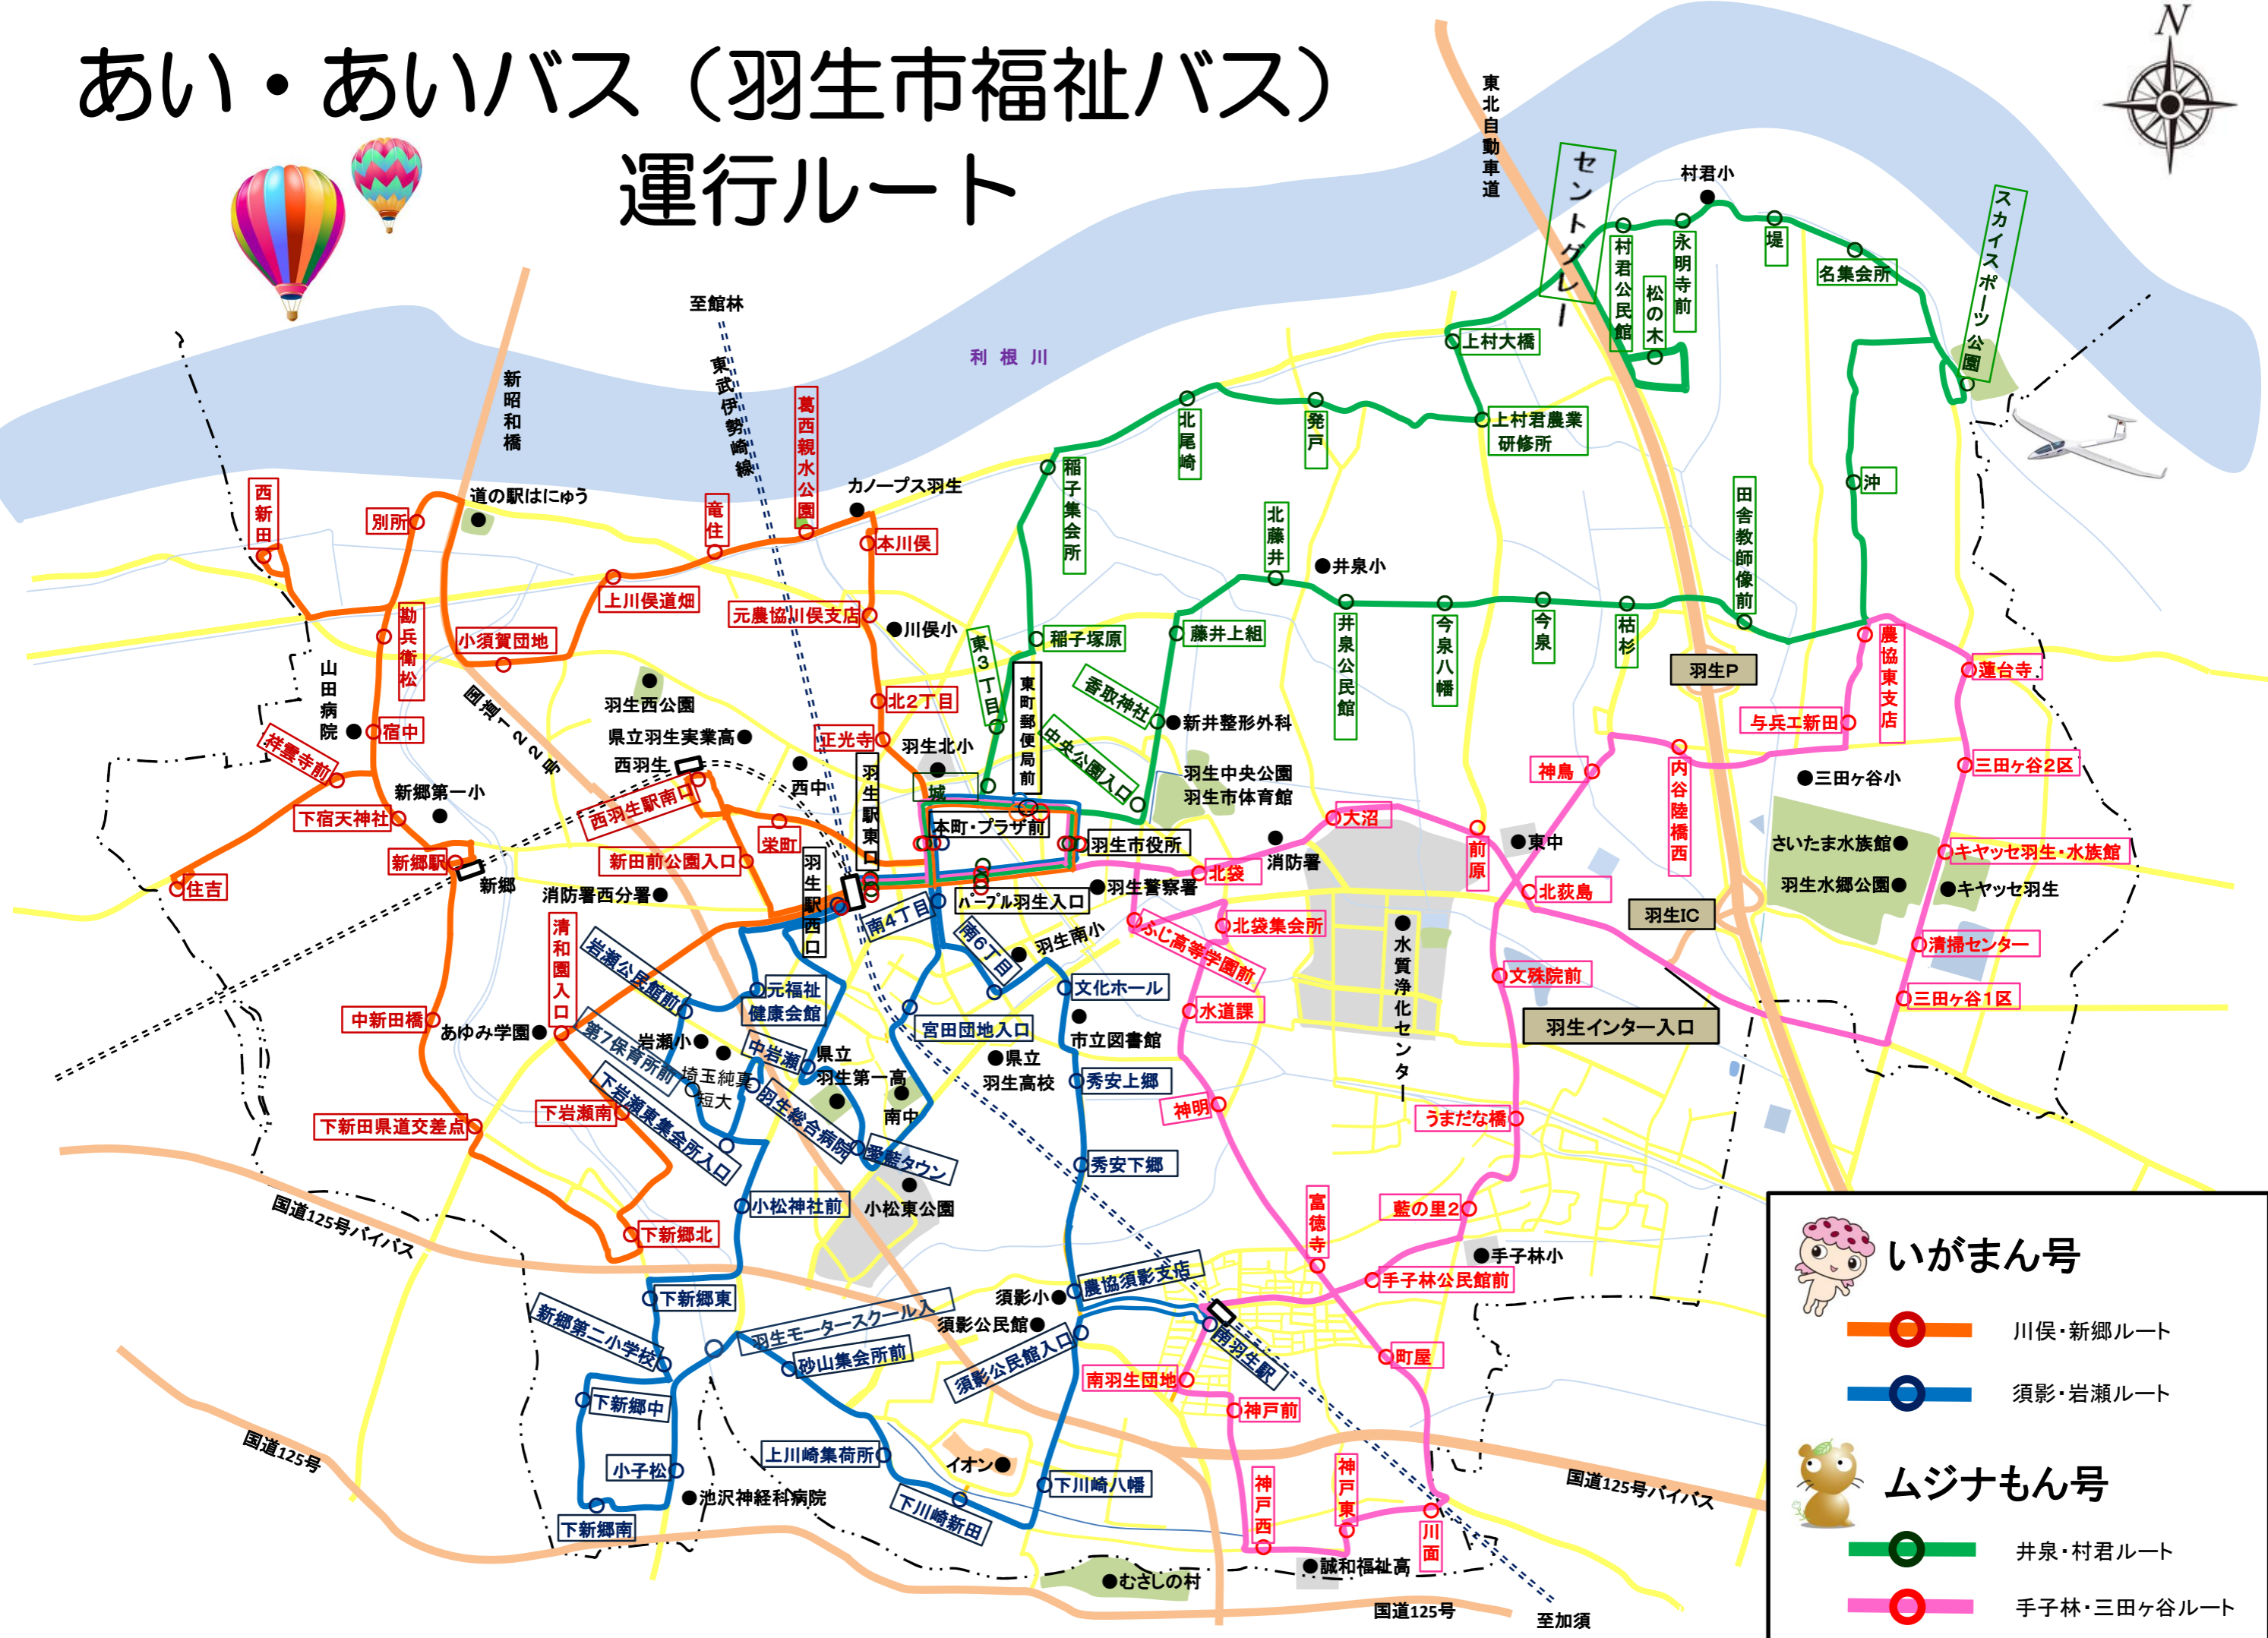 あい・あいバス（羽生市福祉バス）
運行ルート
N
東北自動車道
セントグレー
村君小
村君公民館
永明寺前
松の木
堤
名集会所
スカイスポーツ公園
至館林
東武伊勢崎線
利根川
新昭和橋
上村大橋
上村君農業
研修所
北尾崎
発戸
葛西親水公園
カノープス羽生
稲子集会所
西新田
別所
道の駅はにゅう
竜住
本川俣
北藤井
井泉小
田舎教師像前
沖
上川俣道畑
元農協川俣支店
川俣小
勘兵衛松
小須賀団地
東3丁目
稲子塚原
藤井上組
井泉公民館
今泉八幡
今泉
枯杉
羽生P
農協東支店
蓮台寺
山田病院
宿中
国道122号
羽生西公園
県立羽生実業高
北2丁目
正光寺
羽生北小
東町郵便局前
香取神社
新井整形外科
中央公園入口
与兵エ新田
祥雲寺前
西羽生
西羽生駅南口
西中
羽生駅東口
城
羽生中央公園
羽生市体育館
神鳥
内谷陸橋西
三田ヶ谷小
三田ヶ谷2区
新郷第一小
下宿天神社
栄町
本町・プラザ前
羽生市役所
大沼
消防署
前原
東中
さいたま水族館
キヤッセ羽生・水族館
新郷駅
新郷
新田前公園入口
羽生駅西口
住吉
消防署西分署
南4丁目
パープル羽生入口
羽生警察署
北袋
北荻島
羽生水郷公園
キヤッセ羽生
羽生IC
清和園入口
岩瀬公民館前
南6丁目
羽生南小
ふじ高等学園前
北袋集会所
水質浄化センター
清掃センター
元福祉
健康会館
文化ホール
文殊院前
三田ヶ谷1区
中新田橋
あゆみ学園
第7保育所前
岩瀬小
中岩瀬
宮田団地入口
市立図書館
水道課
羽生インター入口
県立
羽生第一高
県立
羽生高校
埼玉純真
短大
秀安上郷
下新田県道交差点
下岩瀬南
下岩瀬東集会所入口
羽生総合病院
南中
愛藍タウン
神明
うまだな橋
秀安下郷
国道125号バイパス
下新郷北
小松神社前
小松東公園
富徳寺
藍の里2
手子林小
下新郷東
羽生モータースクール入
須影小
農協須影支店
手子林公民館前
新郷第二小学校
砂山集会所前
須影公民館
須影公民館入口
南羽生駅
町屋
下新郷中
南羽生団地
神戸前
国道125号
小子松
上川崎集荷所
イオン
下川崎八幡
神戸西
神戸東
国道125号バイパス
池沢神経科病院
下新郷南
下川崎新田
川面
むさしの村
誠和福祉高
国道125号
至加須
いがまん号
川俣・新郷ルート
須影・岩瀬ルート
ムジナもん号
井泉・村君ルート
手子林・三田ヶ谷ルート